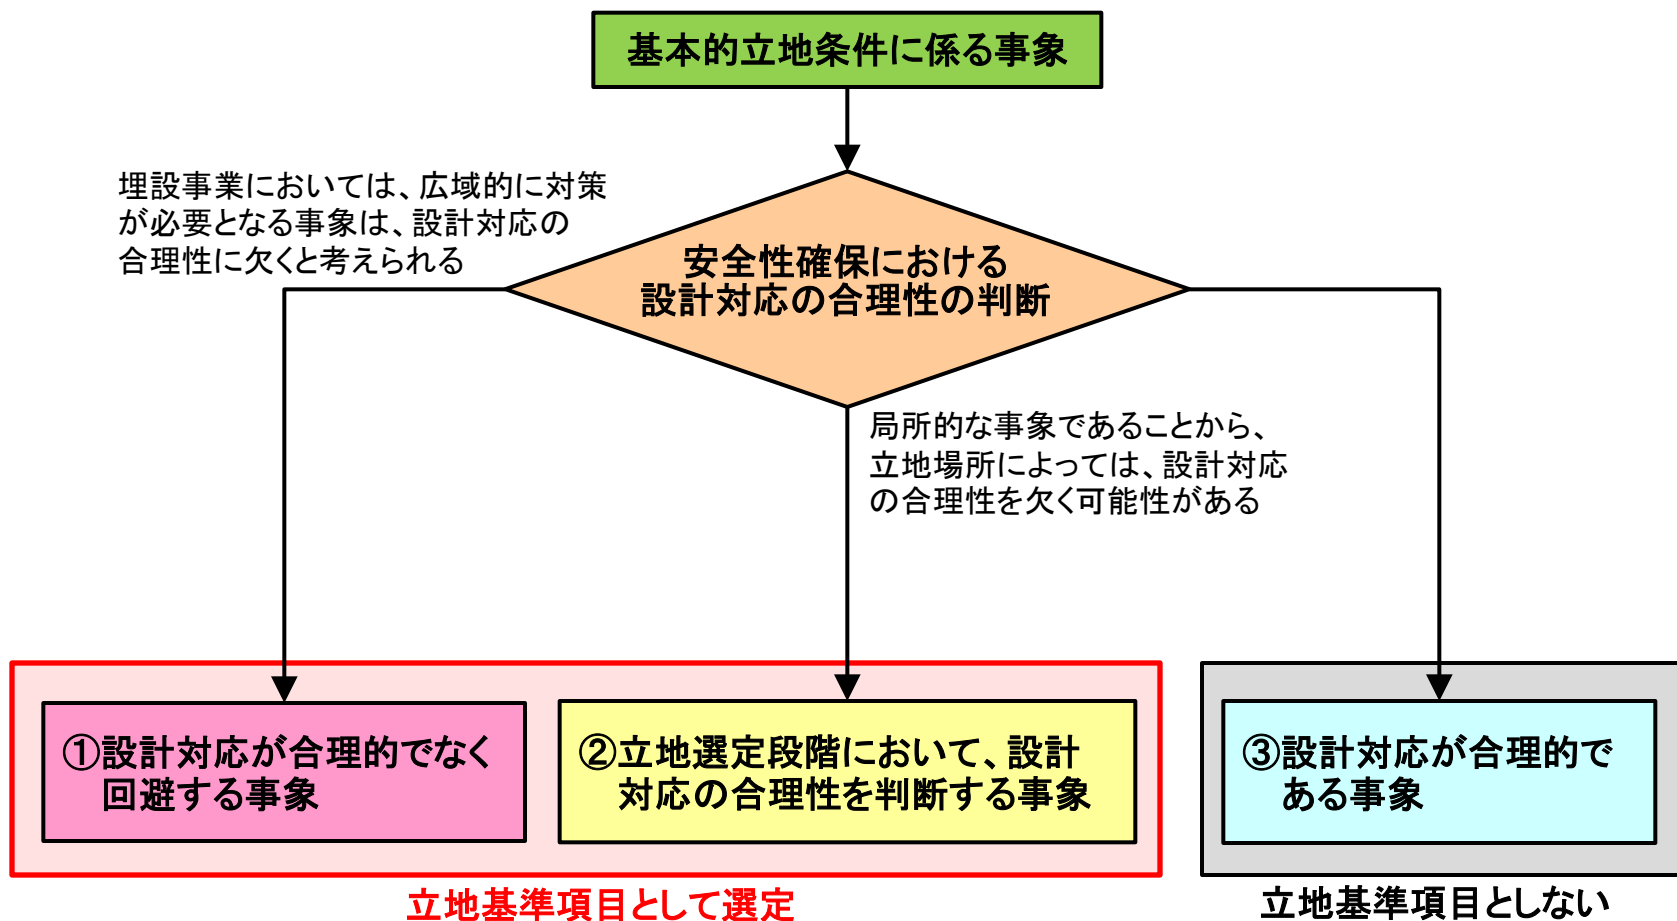 基本的立地条件に係る事象
埋設事業においては、広域的に対策
が必要となる事象は、設計対応の
合理性に欠くと考えられる
安全性確保における
設計対応の合理性の判断
局所的な事象であることから、
立地場所によっては、設計対応
の合理性を欠く可能性がある
①設計対応が合理的でなく
回避する事象
②立地選定段階において、設計
対応の合理性を判断する事象
③設計対応が合理的で
ある事象
立地基準項目として選定
立地基準項目としない